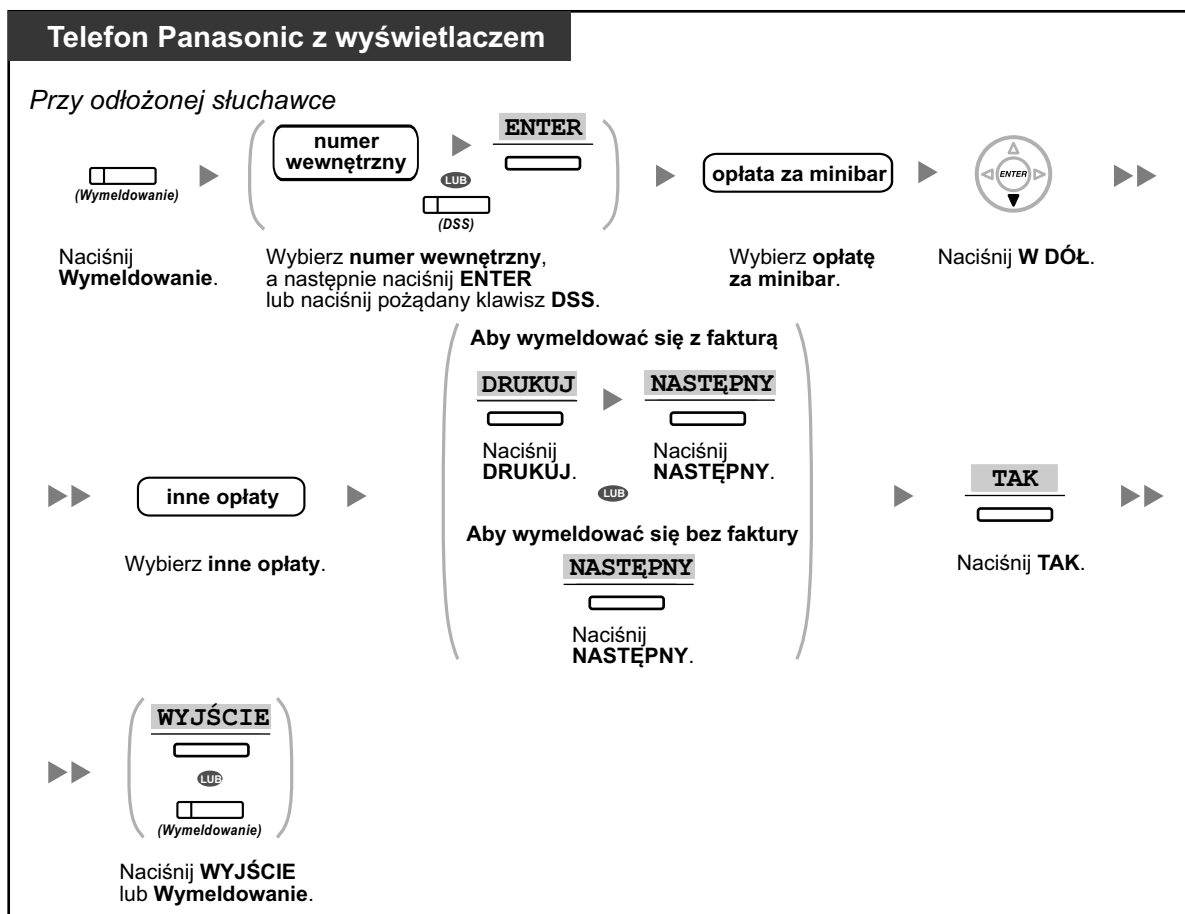 Telefon Panasonic z wyświetlaczem
Przy odłożonej słuchawce
(Wymeldowanie)
Naciśnij
Wymeldowanie.
numer
wewnętrzny
ENTER
LUB
(DSS)
Wybierz numer wewnętrzny,
a następnie naciśnij ENTER
lub naciśnij pożądany klawisz DSS.
opłata za minibar
Wybierz opłatę
za minibar.
ENTER
Naciśnij W DÓŁ.
inne opłaty
Wybierz inne opłaty.
Aby wymeldować się z fakturą
DRUKUJ
Naciśnij
DRUKUJ.
NASTĘPNY
Naciśnij
NASTĘPNY.
LUB
Aby wymeldować się bez faktury
NASTĘPNY
Naciśnij
NASTĘPNY.
TAK
Naciśnij TAK.
WYJŚCIE
LUB
(Wymeldowanie)
Naciśnij WYJŚCIE
lub Wymeldowanie.